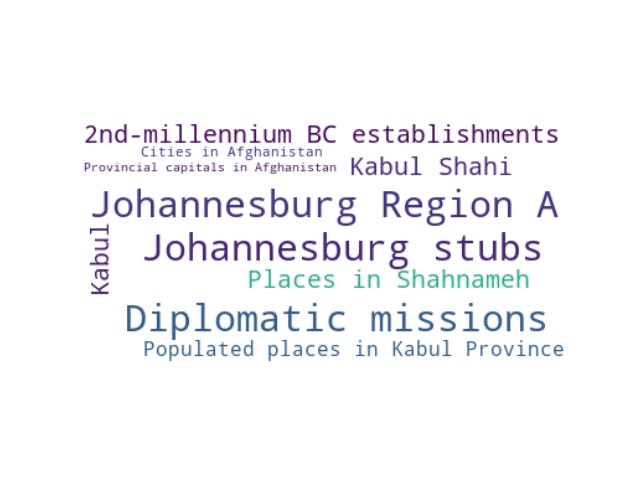 2nd-millennium BC establishments
Cities in Afghanistan
Provincial capitals in Afghanistan
Kabul Shahi
Johannesburg Region A
Kabul
Johannesburg stubs
Places in Shahnameh
Diplomatic missions
Populated places in Kabul Province